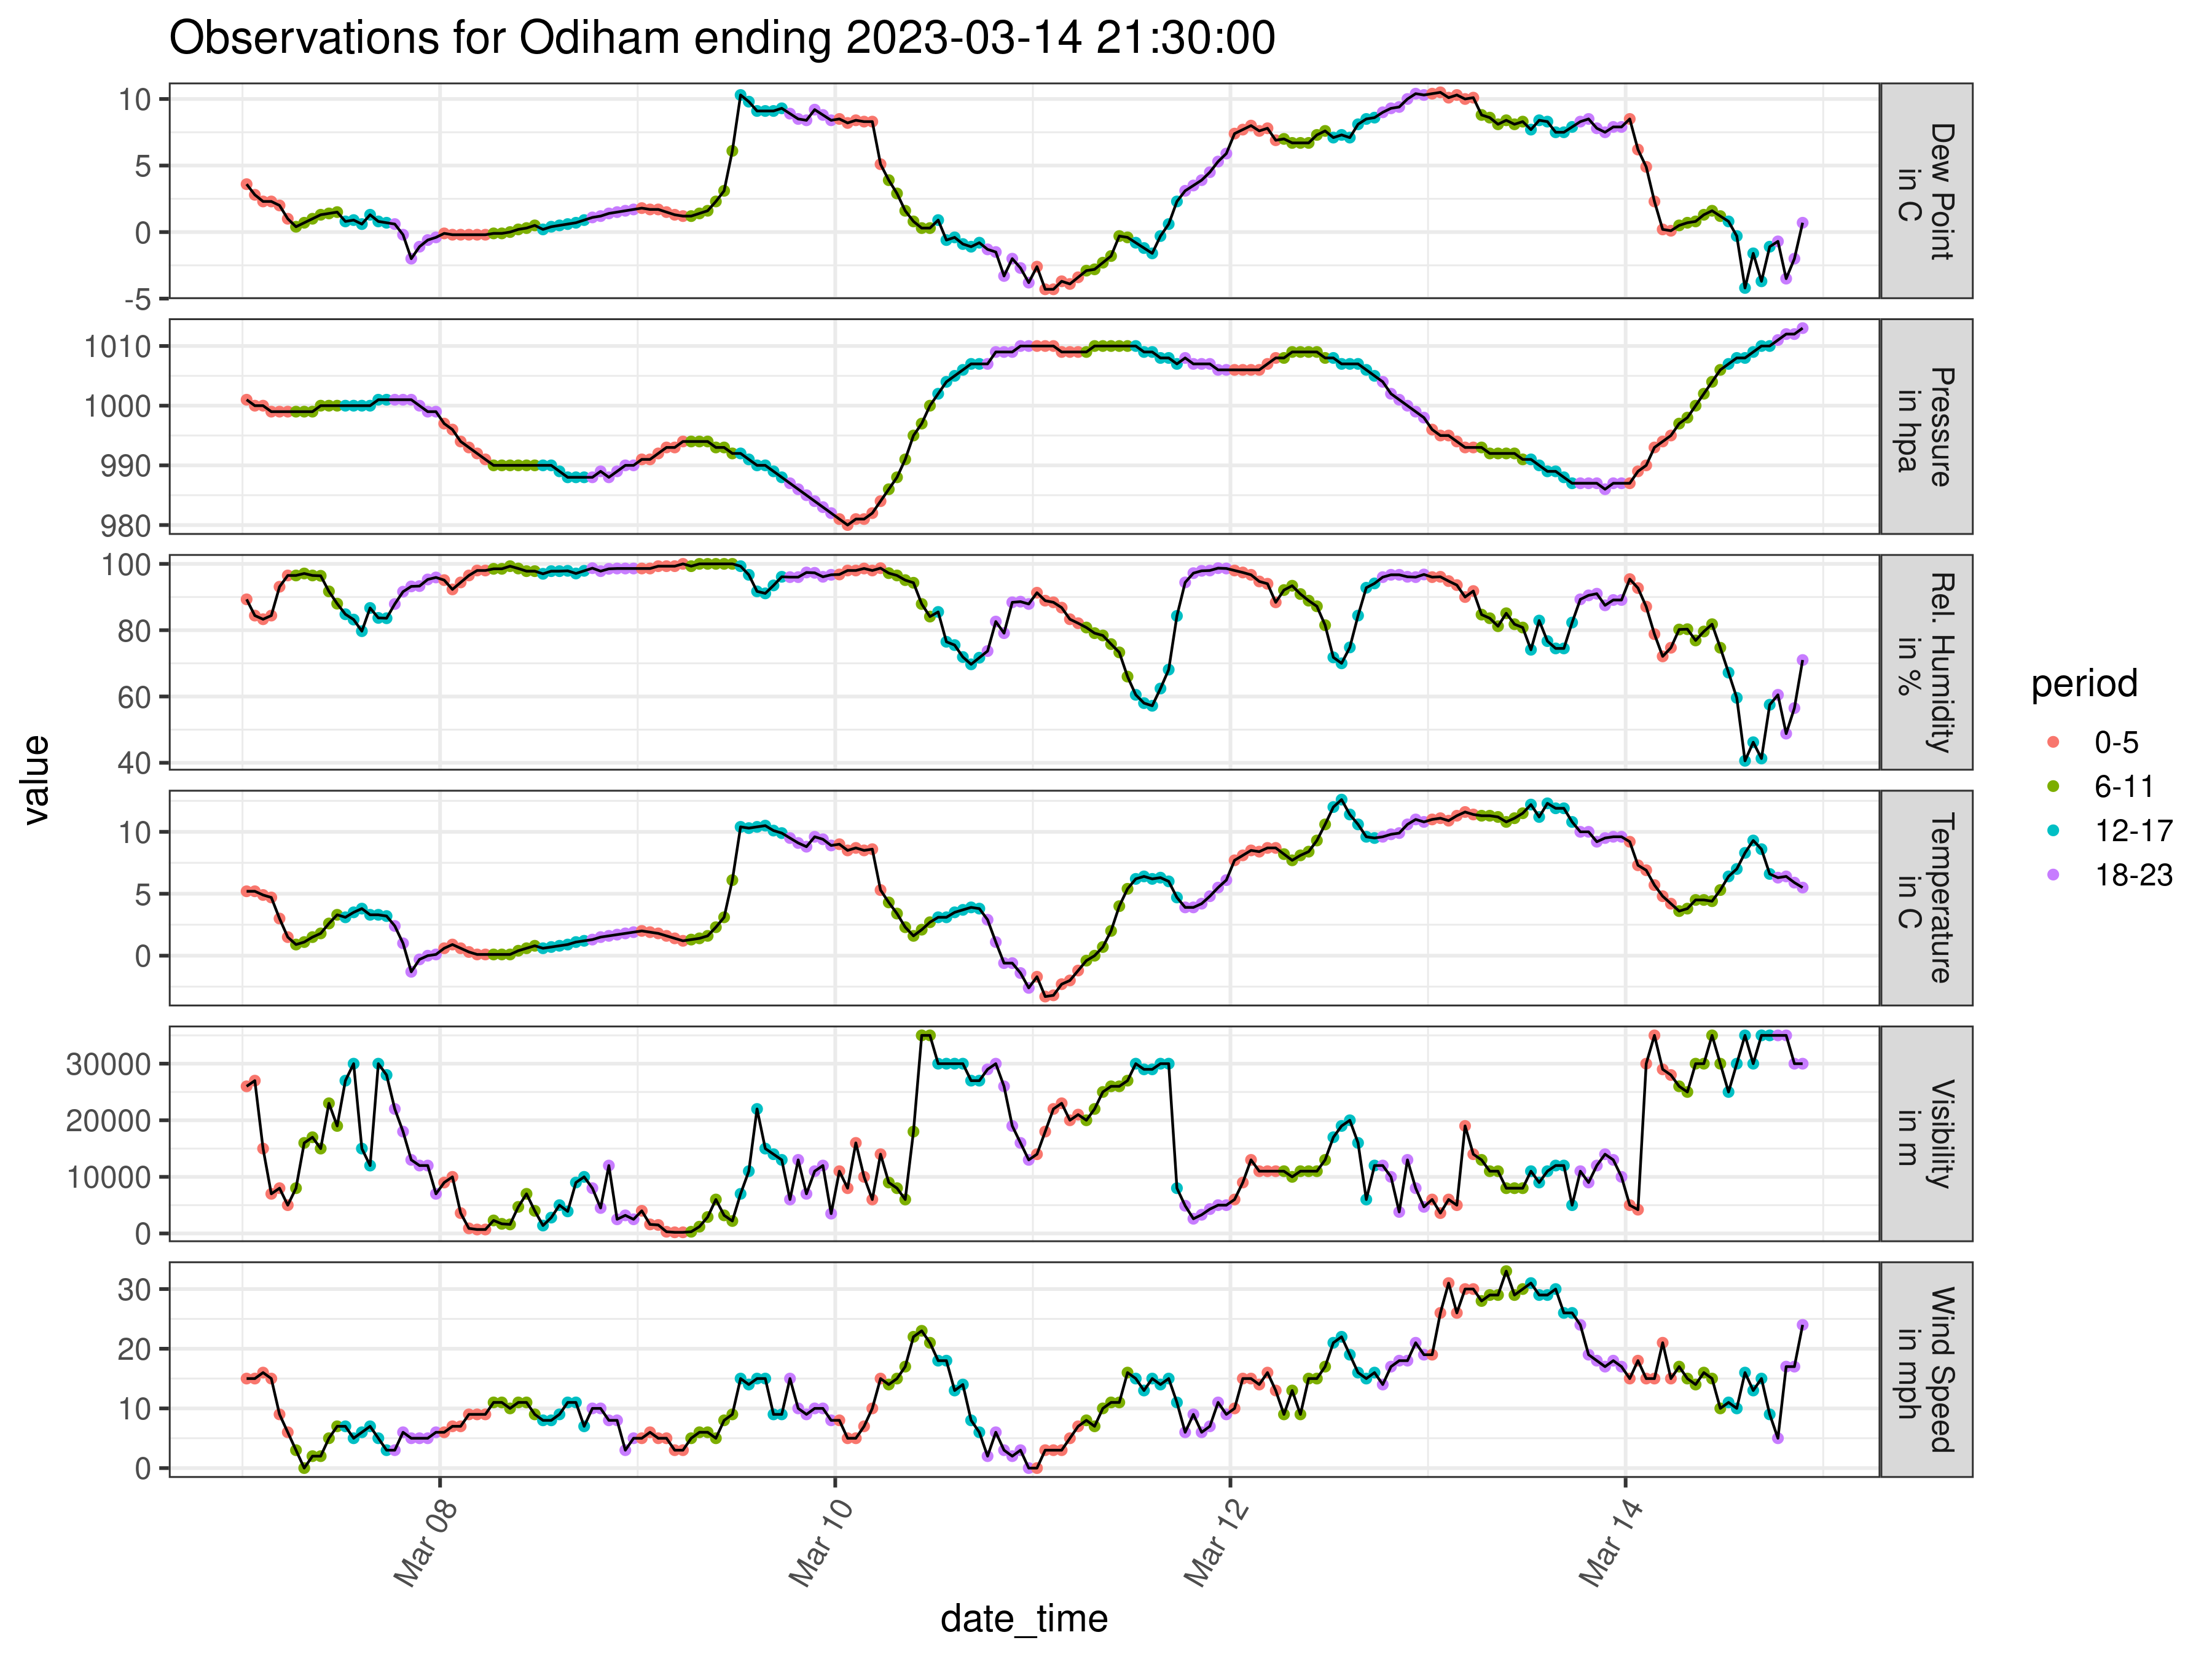 Observations for Odiham ending 2023-03-14 21:30:00
value
10
5
0
-5
Dew Point
in C
1010
1000
990
980
Pressure
in hpa
100
80
60
40
Rel. Humidity
in %
10
5
0
Temperature
in C
30000
20000
10000
0
Visibility
in m
30
20
10
0
Wind Speed
in mph
Mar 08
Mar 10
Mar 12
Mar 14
date_time
period
0-5
6-11
12-17
18-23